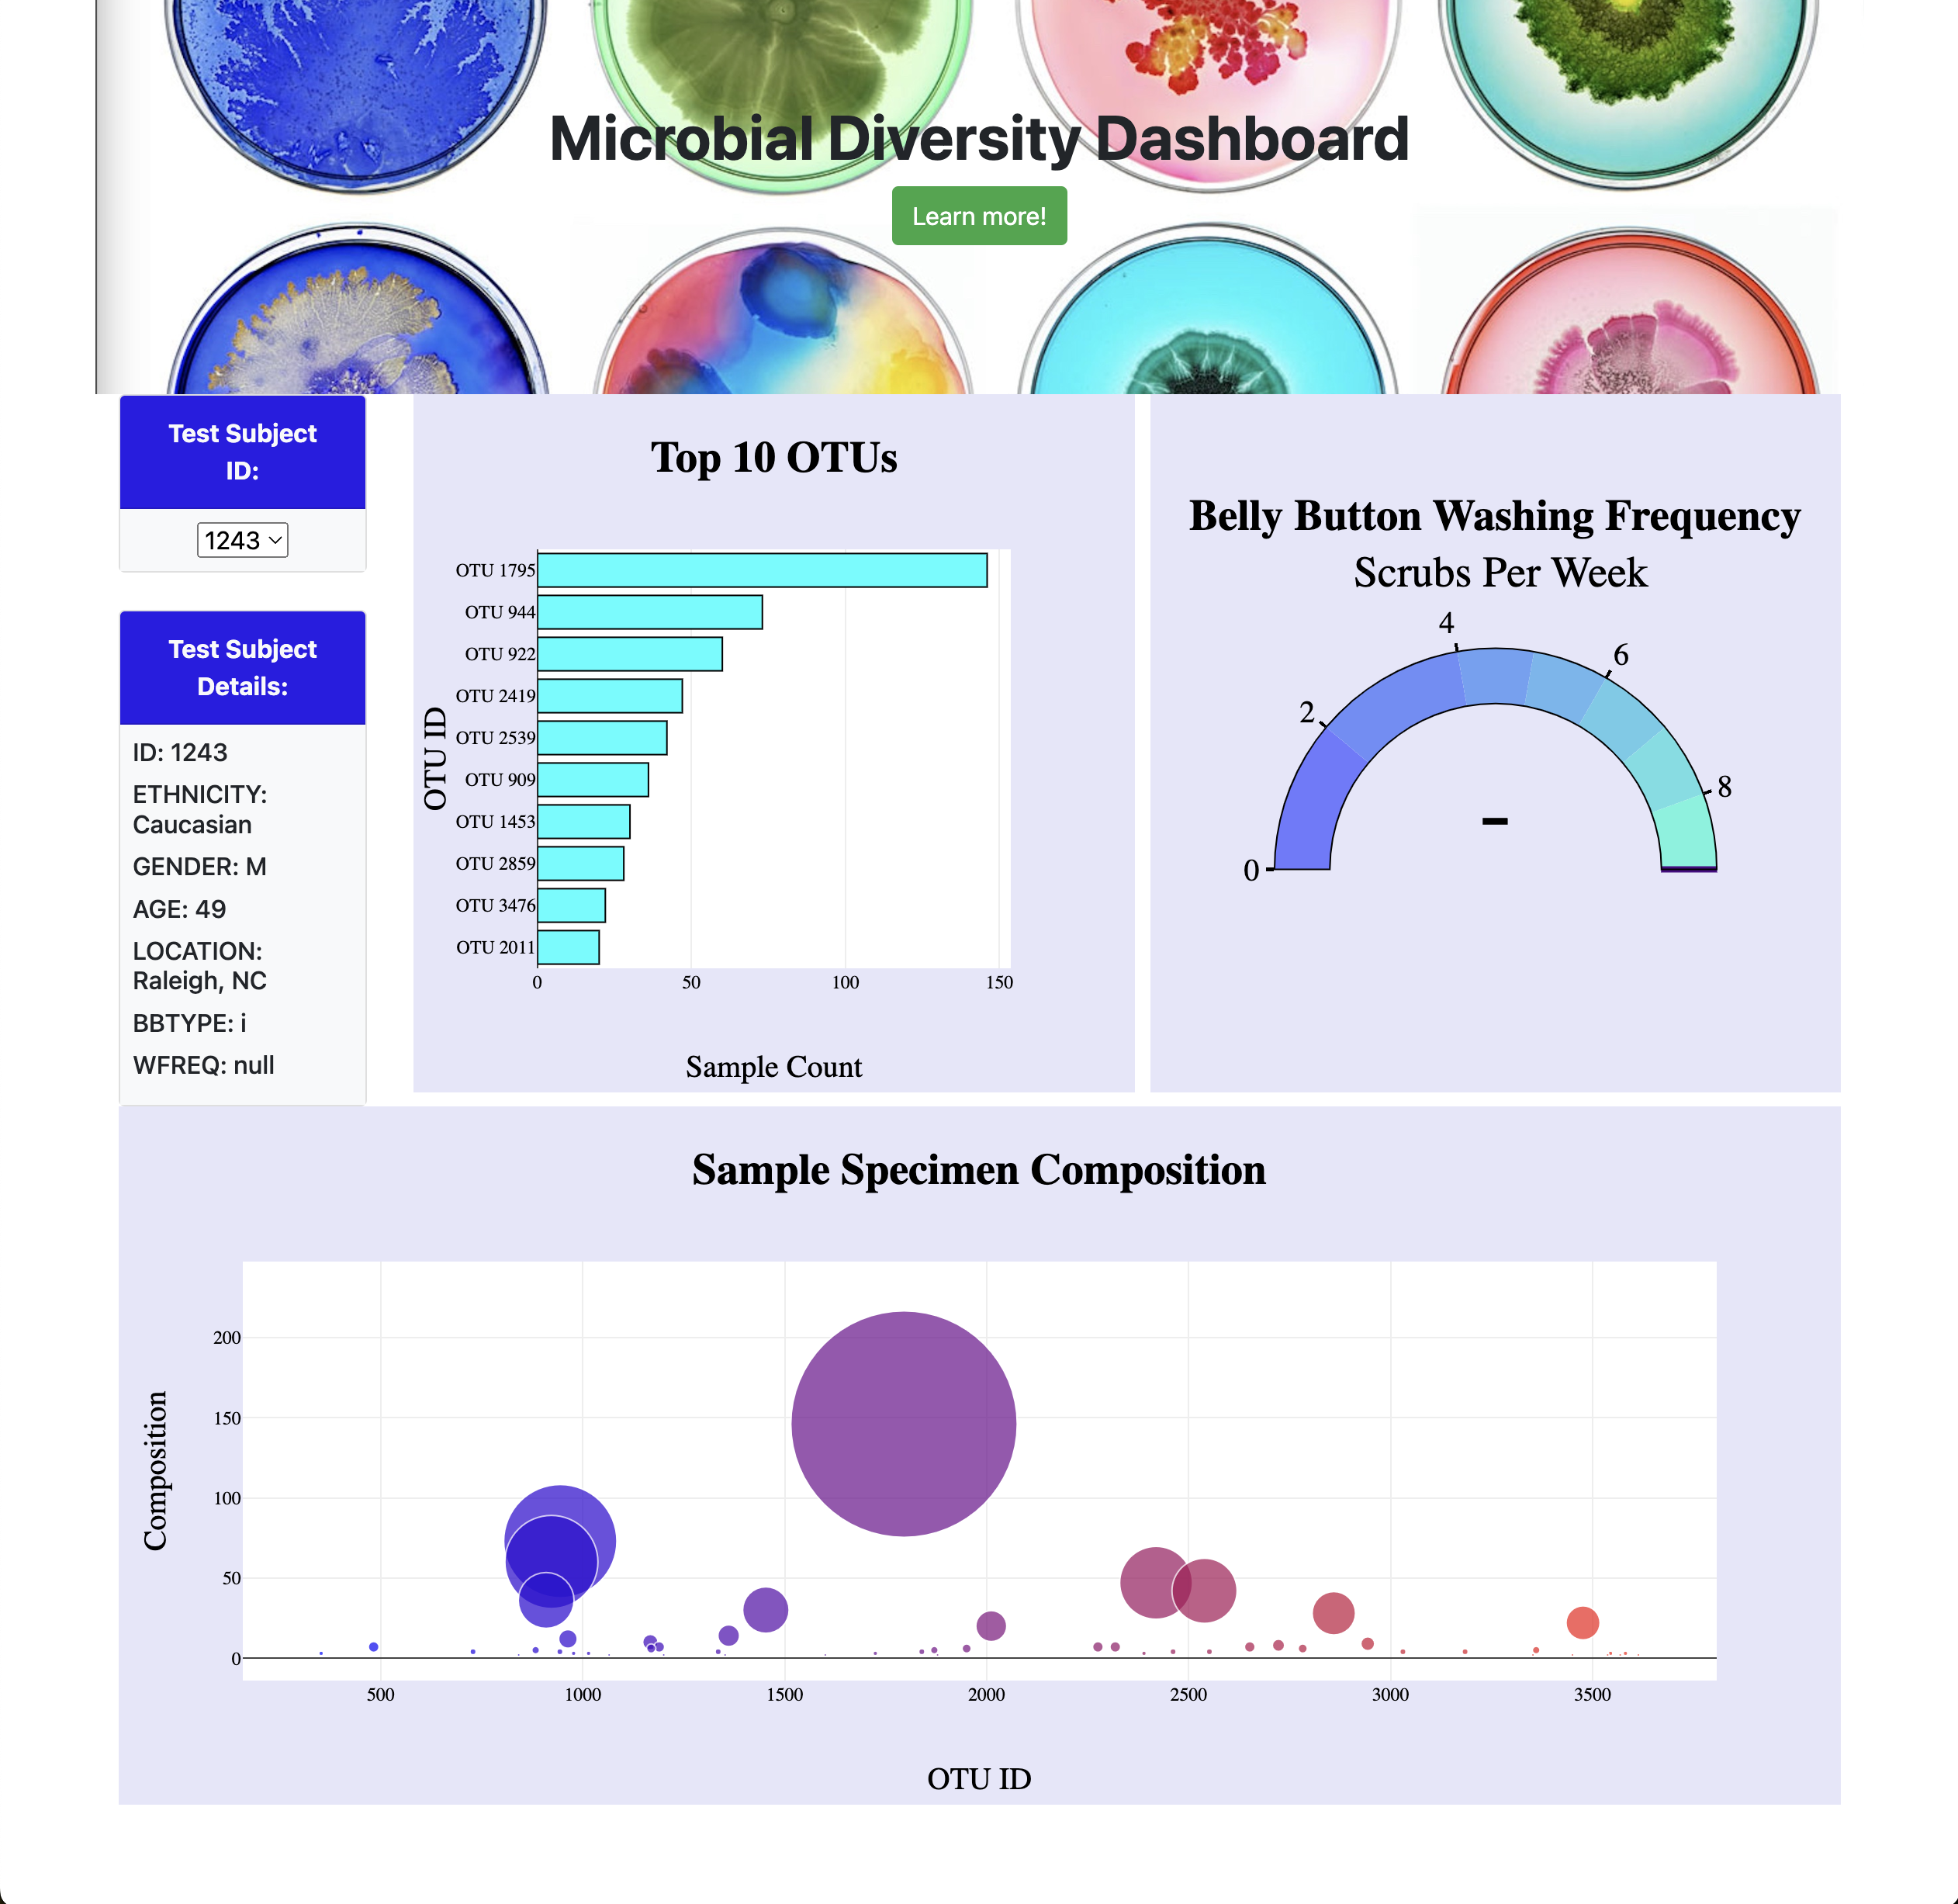 Microbial Diversity Dashboard
Learn more!
Test Subject
ID:
1243
Test Subject
Details:
ID: 1243
ETHNICITY:
Caucasian
GENDER: M
AGE: 49
LOCATION:
Raleigh, NC
BBTYPE: i
WFREQ: null
Top 10 OTUs
OTU ID
OTU 1795
OTU 944
OTU 922
OTU 2419
OTU 2539
OTU 909
OTU 1453
OTU 2859
OTU 3476
OTU 2011
0 50 100 150
Sample Count
Belly Button Washing Frequency
Scrubs Per Week
0
2
4
6
8
-
Sample Specimen Composition
Composition
200
150
100
50
0
500 1000 1500 2000 2500 3000 3500
OTU ID